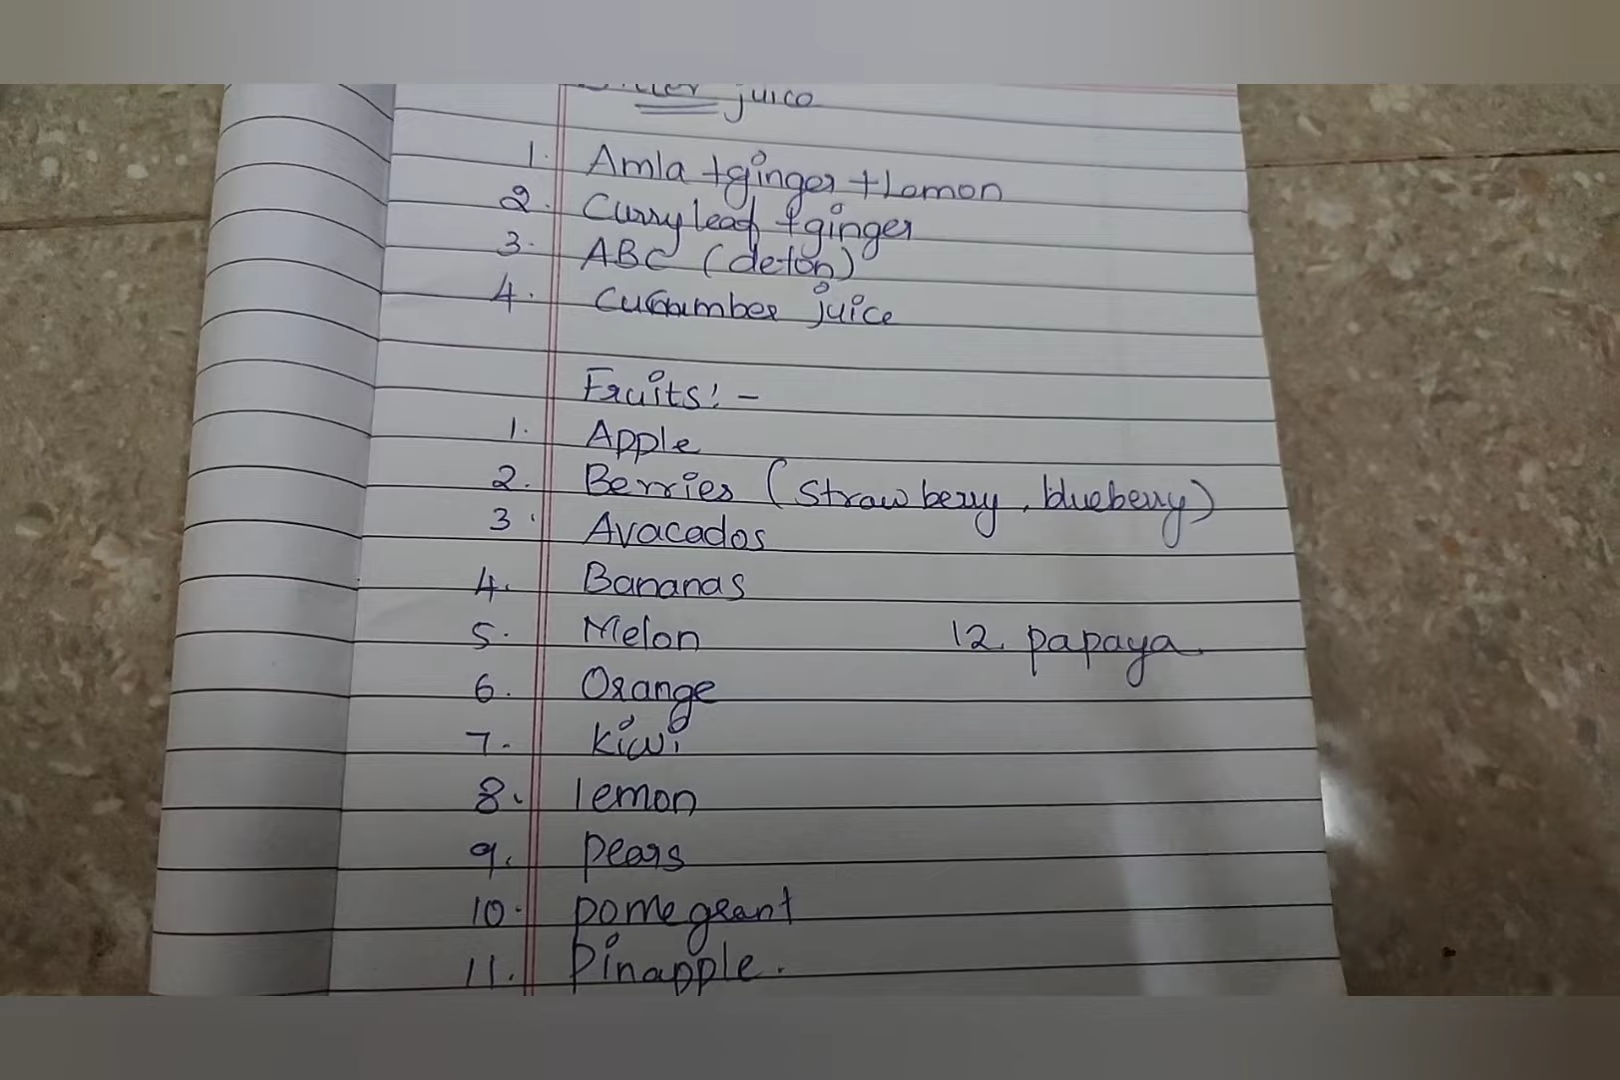 juice
1. Amla + ginger + Lemon
2. Curry leaf + ginger
3. ABC (detox)
4. Cucumber juice
Fruits:-
1. Apple
2. Berries (Strawberry, blueberry)
3. Avacados
4. Bananas
5. Melon
12. papaya
6. Orange
7. kiwi
8. lemon
9. pears
10. pomegrant
11. Pinapple.